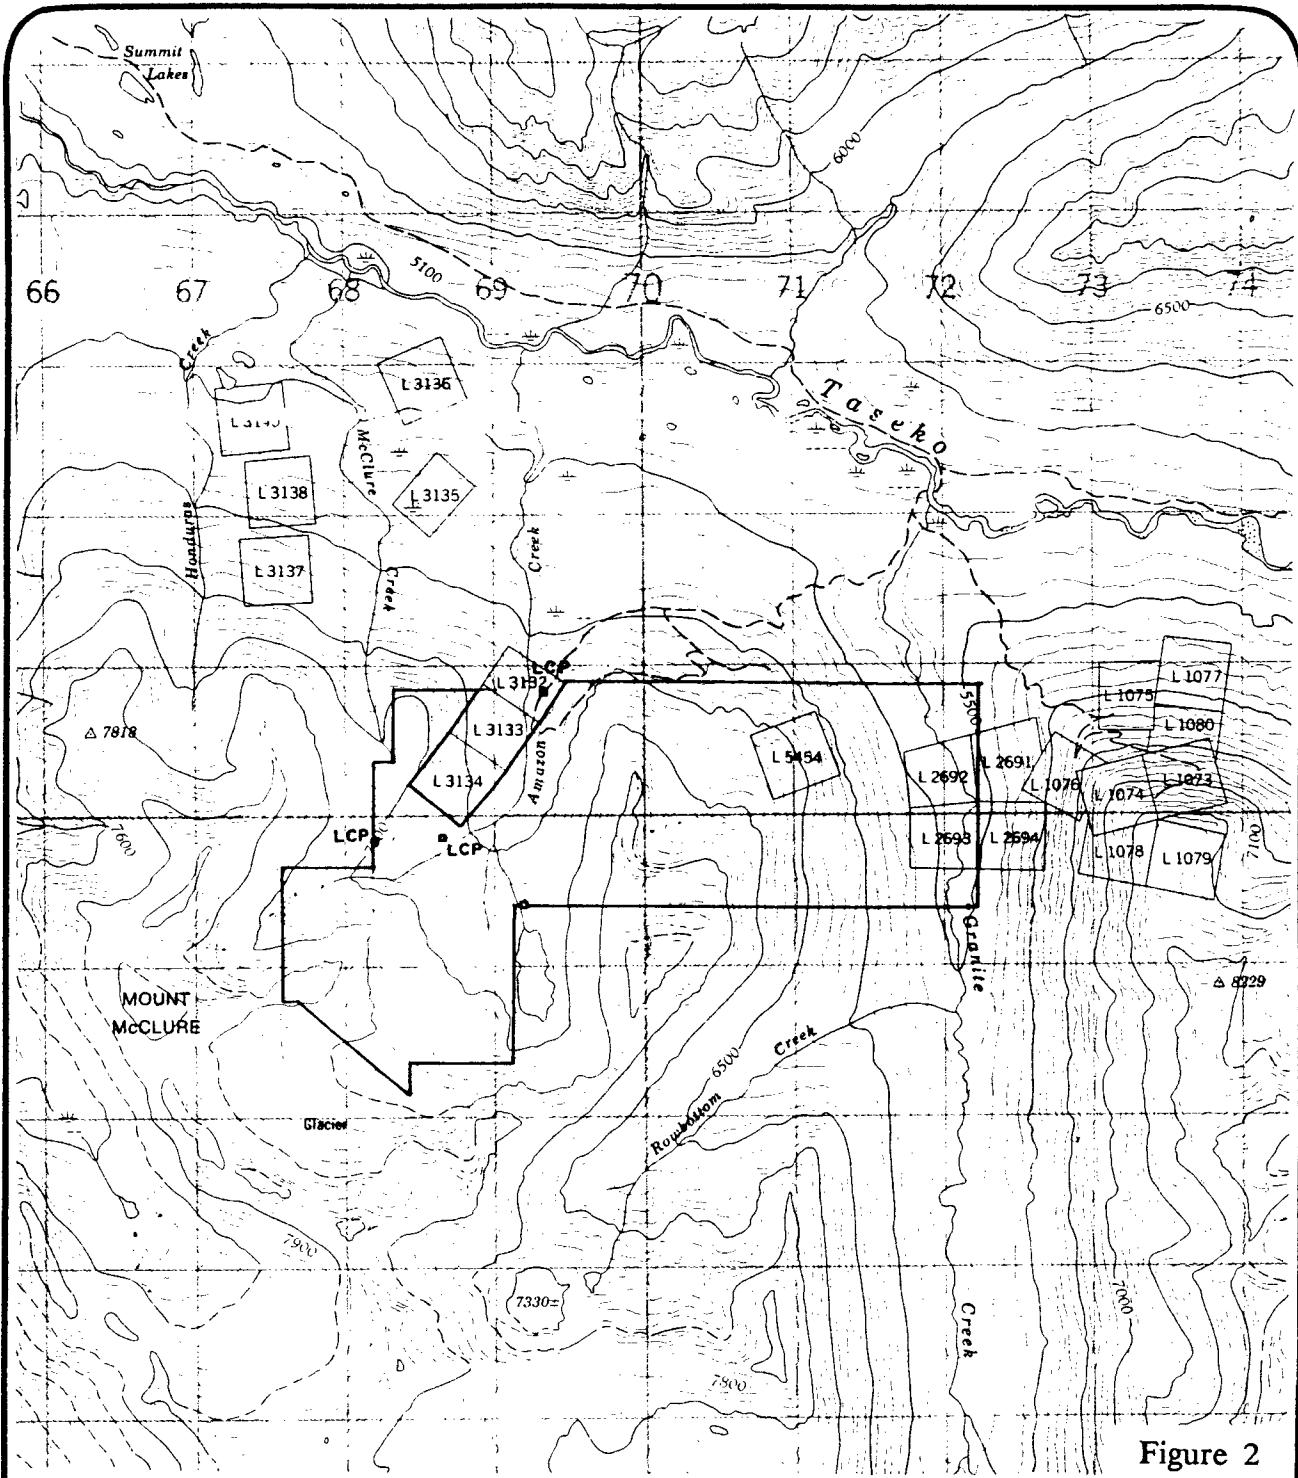 Summit
Lakes
6000
5100
66 67 68 69 70 71 72 73 74
6500
Creek
L 3136
Taseko
McClure
L 3138
L 3135
Honduras
Creek
L 3137
Creek
LCP
L 3132
L 1077
L 1075
5500
L 3133
L 1080
△ 7818
Amazon
L 5454
L 2691
L 2692
L 3134
L 1076
L 1073
L 1074
7600
LCP
LCP
L 2693
L 2694
7100
L 1078
L 1079
Granite
△ 8229
MOUNT
McCLURE
Creek
6500
Rowbottom
Glacier
7900
7330±
7000
Creek
7800
Figure 2